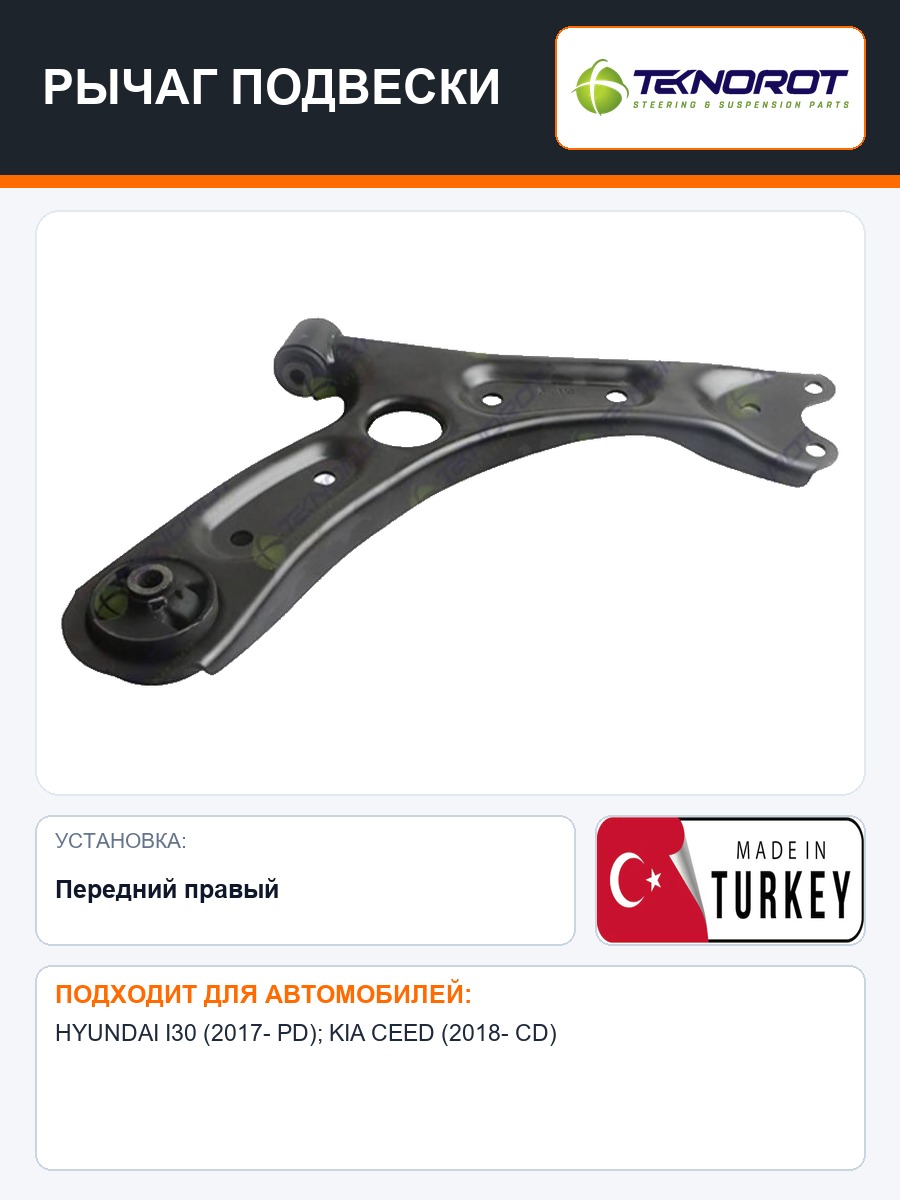 РЫЧАГ ПОДВЕСКИ
TEKNOROT
STEERING & SUSPENSION PARTS
УСТАНОВКА:
Передний правый
MADE IN
TURKEY
ПОДХОДИТ ДЛЯ АВТОМОБИЛЕЙ:
HYUNDAI I30 (2017- PD); KIA CEED (2018- CD)